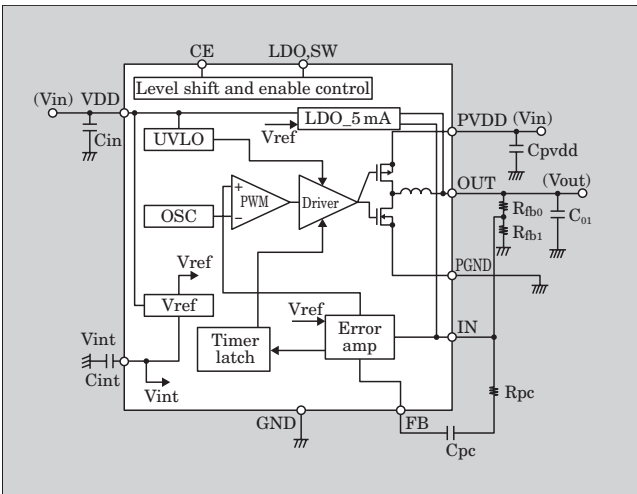 CE
LDO,SW
Level shift and enable control
(Vin)
VDD
Cin
LDO_5 mA
Vref
PVDD
(Vin)
Cpvdd
UVLO
OUT
(Vout)
+
−
PWM
Driver
OSC
Rfb0
Rfb1
C01
Vref
PGND
Vref
Vref
Error
amp
IN
Timer
latch
Vint
Cint
Vint
Rpc
GND
FB
Cpc